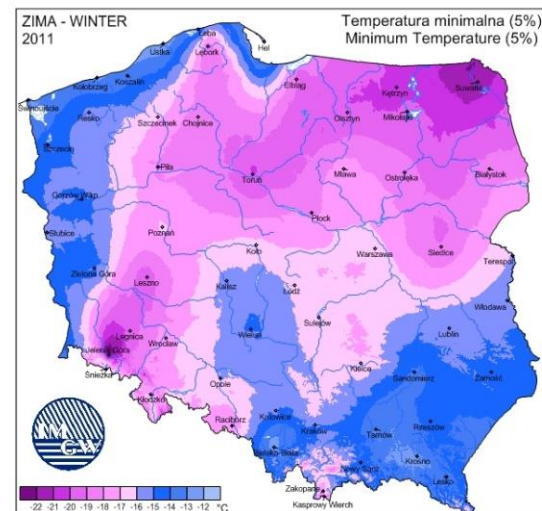 ZIMA - WINTER
2011
Temperatura minimalna (5%)
Minimum Temperature (5%)
Łeba
Ustka
Lębork
Hel
Koszalin
Kołobrzeg
Elbląg
Kętrzyn
Suwałki
Świnoujście
Resko
Szczecinek
Chojnice
Olsztyn
Mikołajki
Szczecin
Piła
Toruń
Mława
Ostrołęka
Białystok
Gorzów Wlkp
Płock
Słubice
Poznań
Koło
Warszawa
Siedlce
Terespol
Zielona Góra
Leszno
Kalisz
Łódź
Włodawa
Legnica
Wrocław
Wieluń
Sulejów
Lublin
Jelenia Góra
Śnieżka
Opole
Kielce
Sandomierz
Zamość
Kłodzko
Racibórz
Katowice
Kraków
Tarnów
Rzeszów
Bielsko-Biała
Nowy Sącz
Krosno
Lesko
Zakopane
Kasprowy Wierch
IM
GW
-22 -21 -20 -19 -18 -17 -16 -15 -14 -13 -12 °C